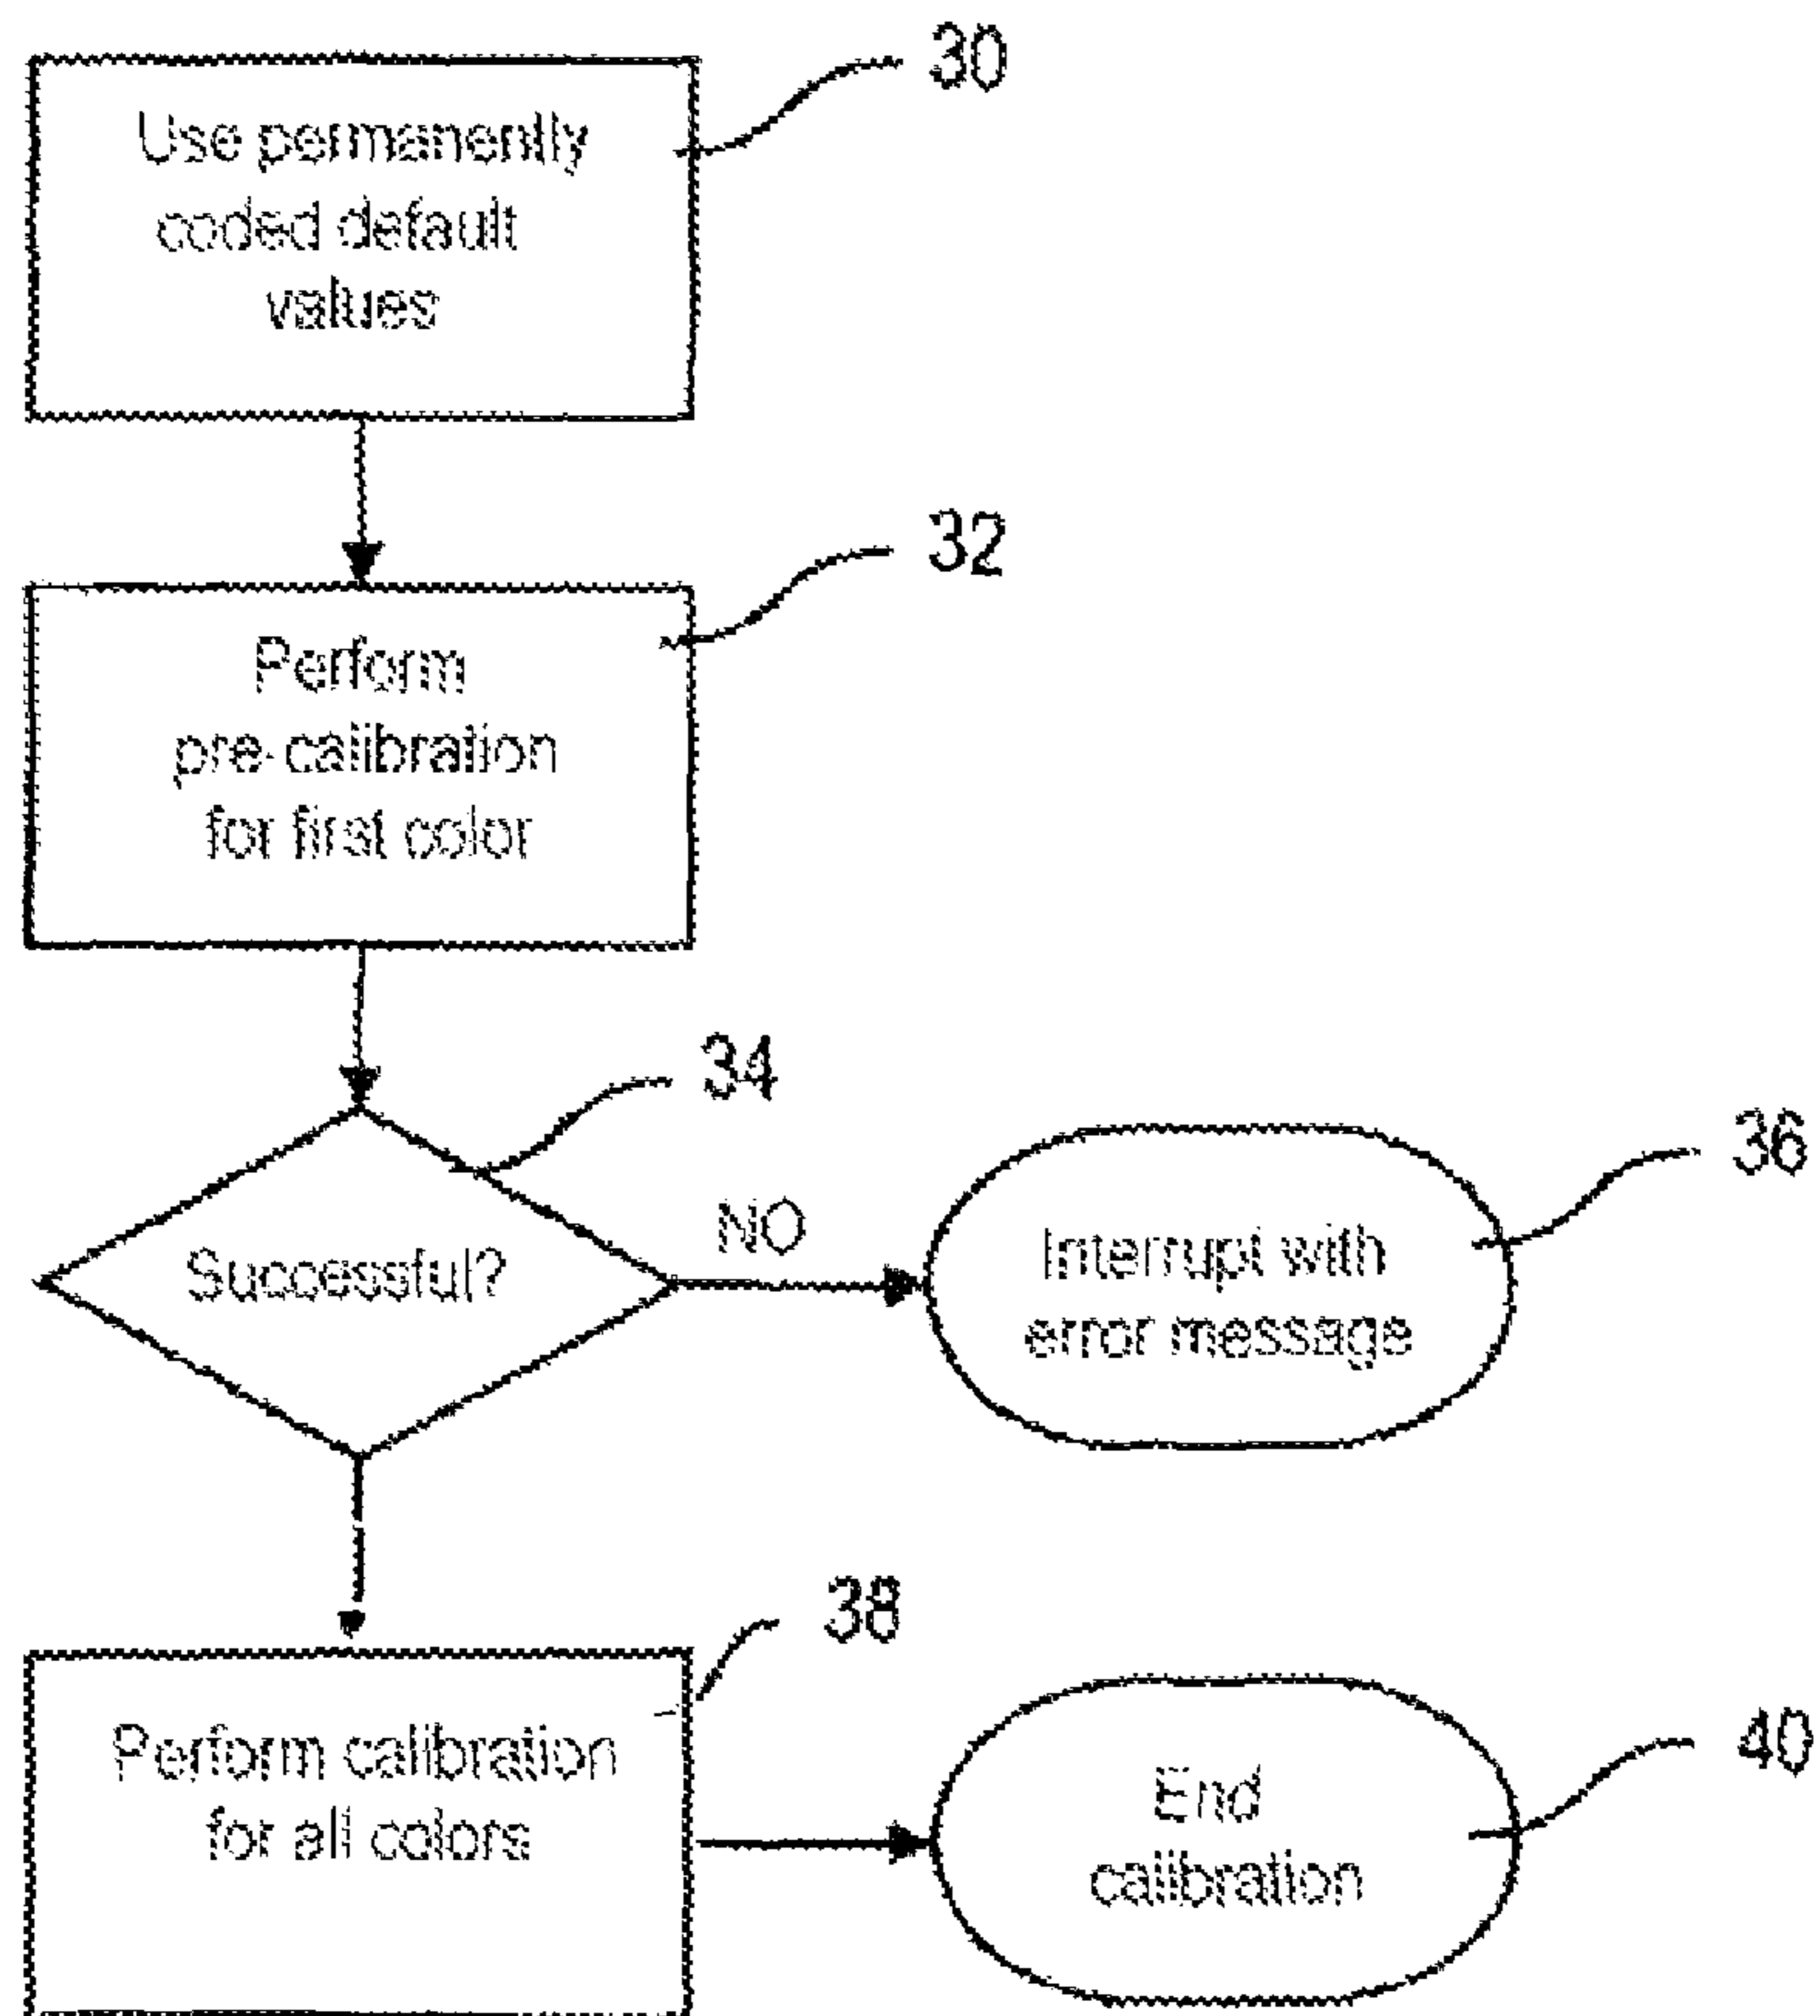 30
Use permanently
coded default
values
32
Perform
pre-calibration
for first color
34
Successful?
NO
36
Interrupt with
error message
38
Perform calibration
for all colors
40
End
calibration